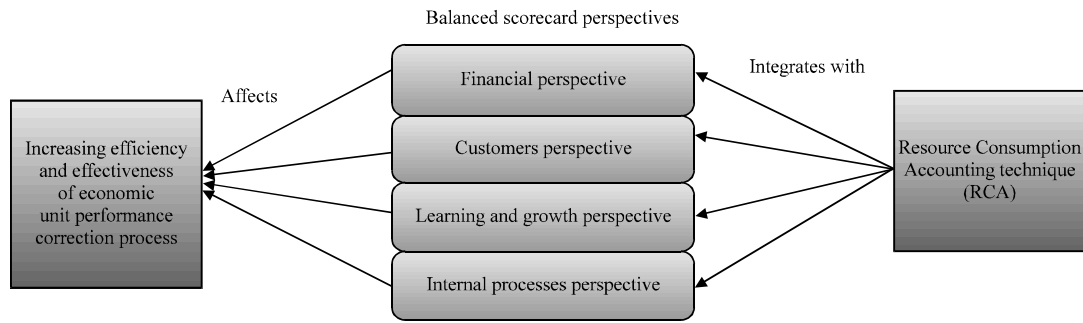 Balanced scorecard perspectives
Affects
Integrates with
Increasing efficiency
and effectiveness
of economic
unit performance
correction process
Financial perspective
Customers perspective
Learning and growth perspective
Internal processes perspective
Resource Consumption
Accounting technique
(RCA)